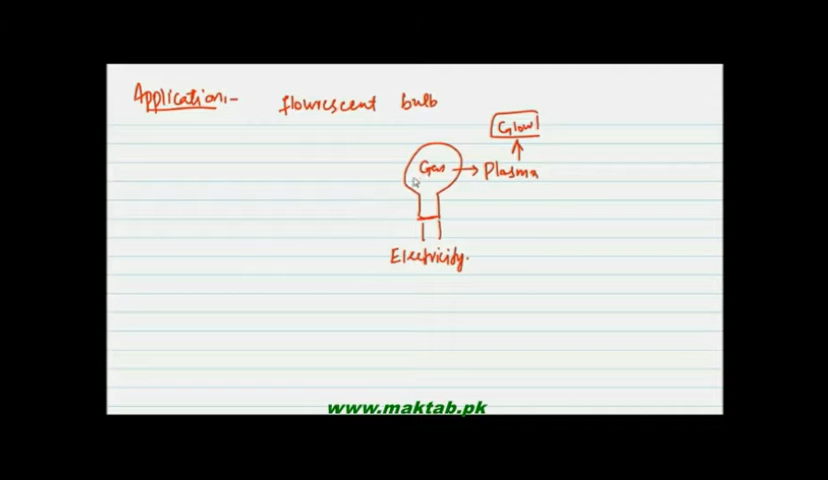 Application:- flourescent bulb
Glow
Gas → Plasma
Electricity.
www.maktab.pk